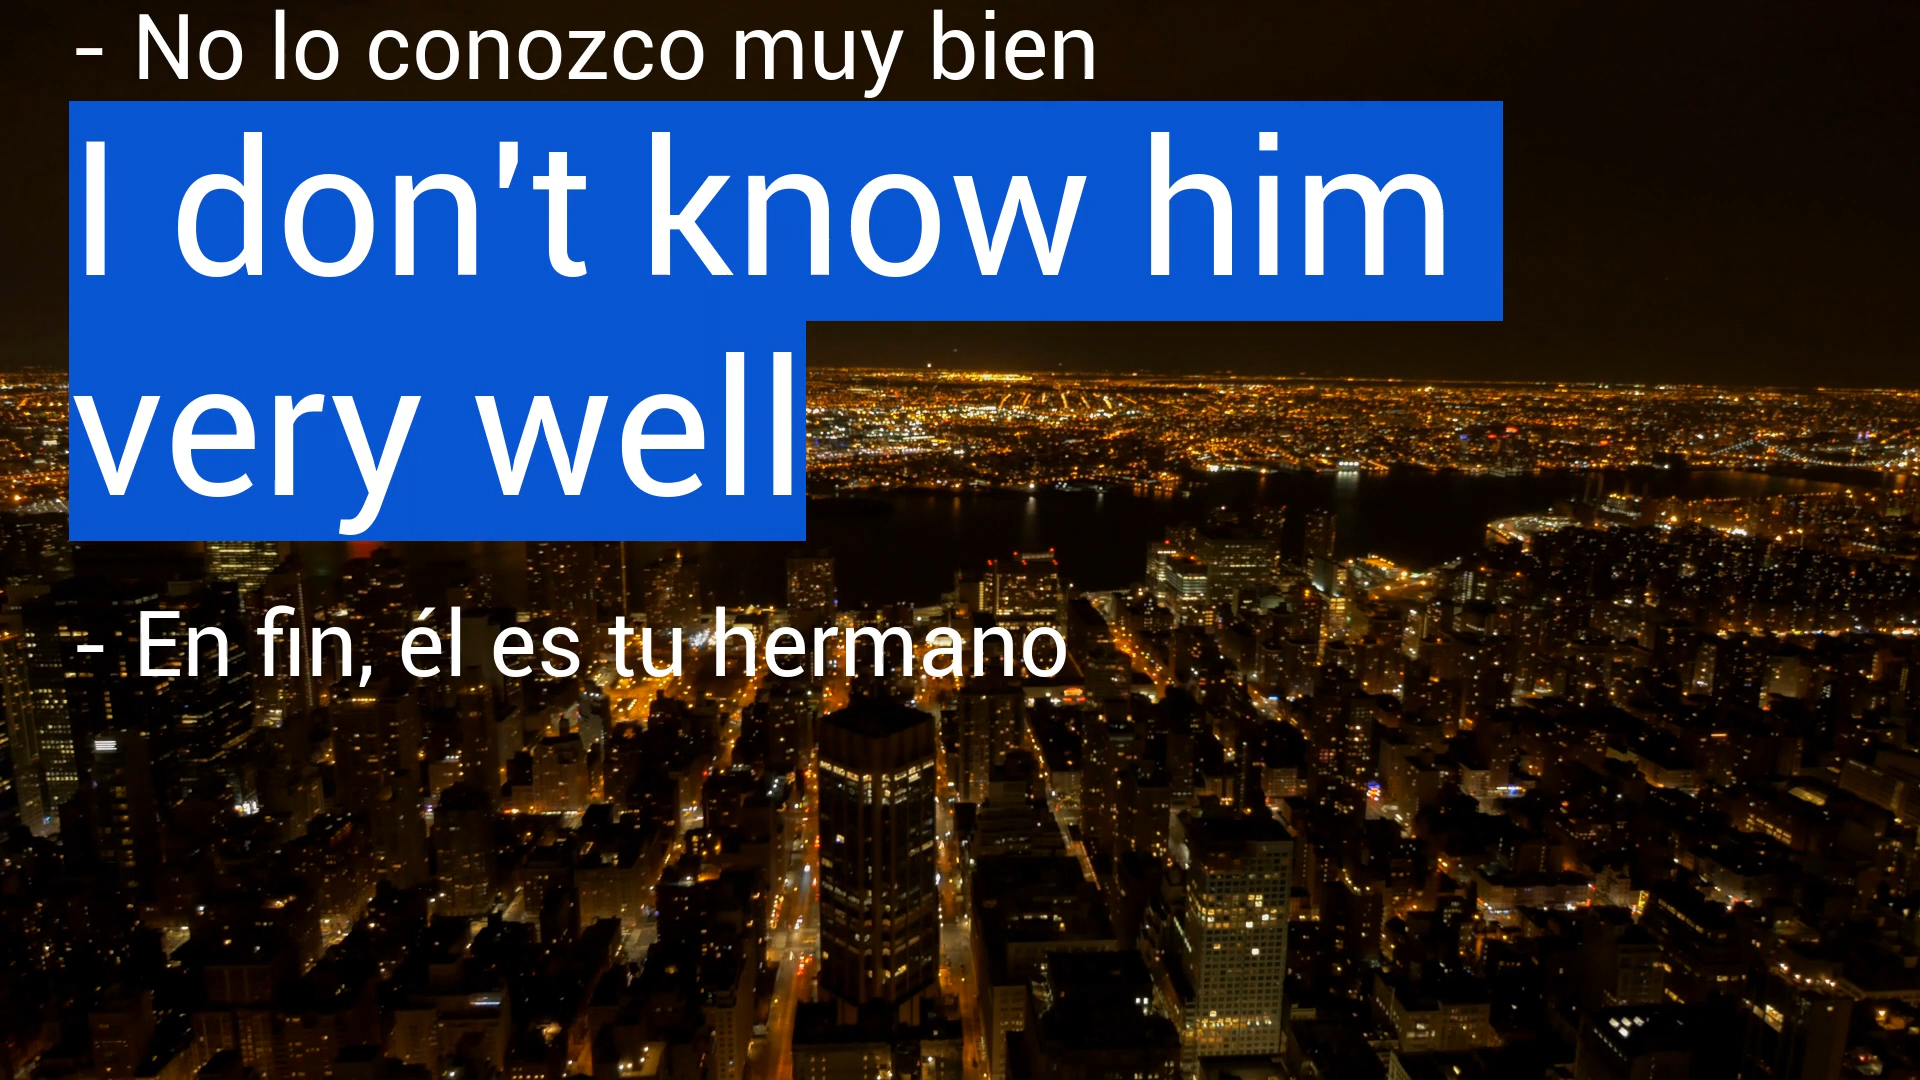 - No lo conozco muy bien
I don't know him
very well
- En fin, él es tu hermano